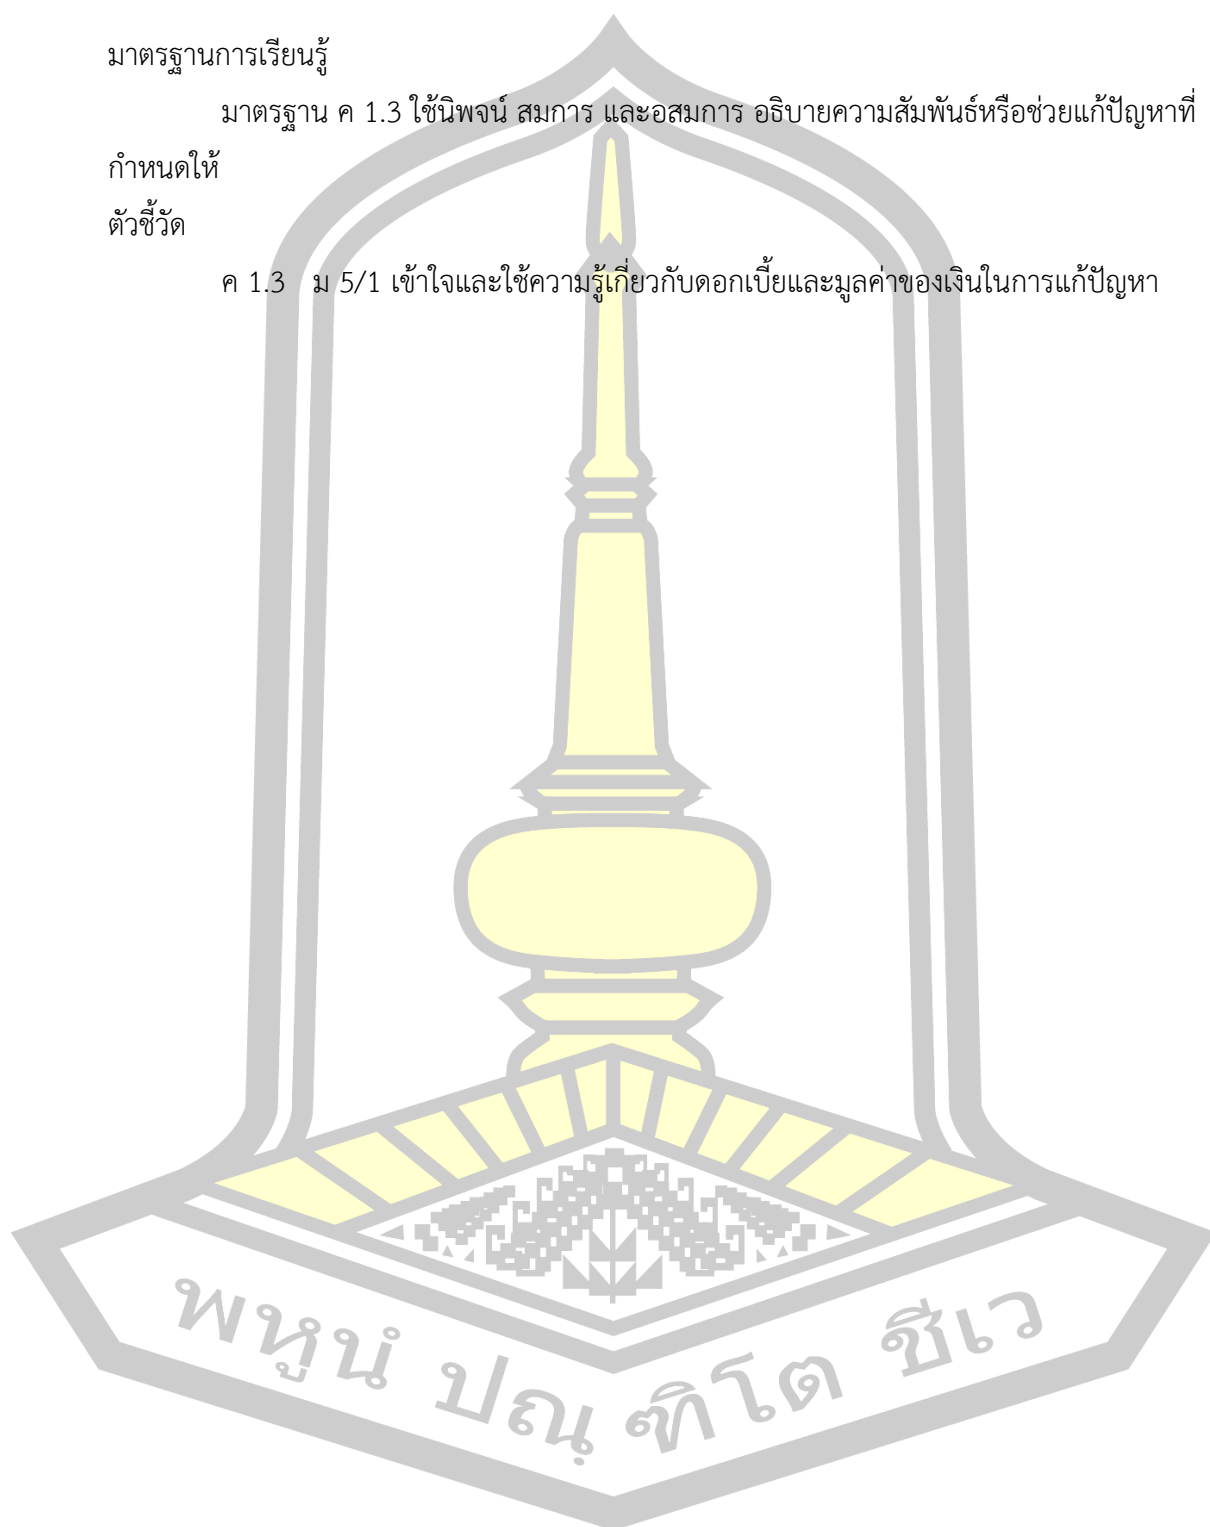 มาตรฐานการเรียนรู้
มาตรฐาน ค 1.3 ใช้นิพจน์ สมการ และอสมการ อธิบายความสัมพันธ์หรือช่วยแก้ปัญหาที่
กำหนดให้
ตัวชี้วัด
ค 1.3 ม 5/1 เข้าใจและใช้ความรู้เกี่ยวกับดอกเบี้ยและมูลค่าของเงินในการแก้ปัญหา
พหูนํ ปณฺฑิโต ชีเว